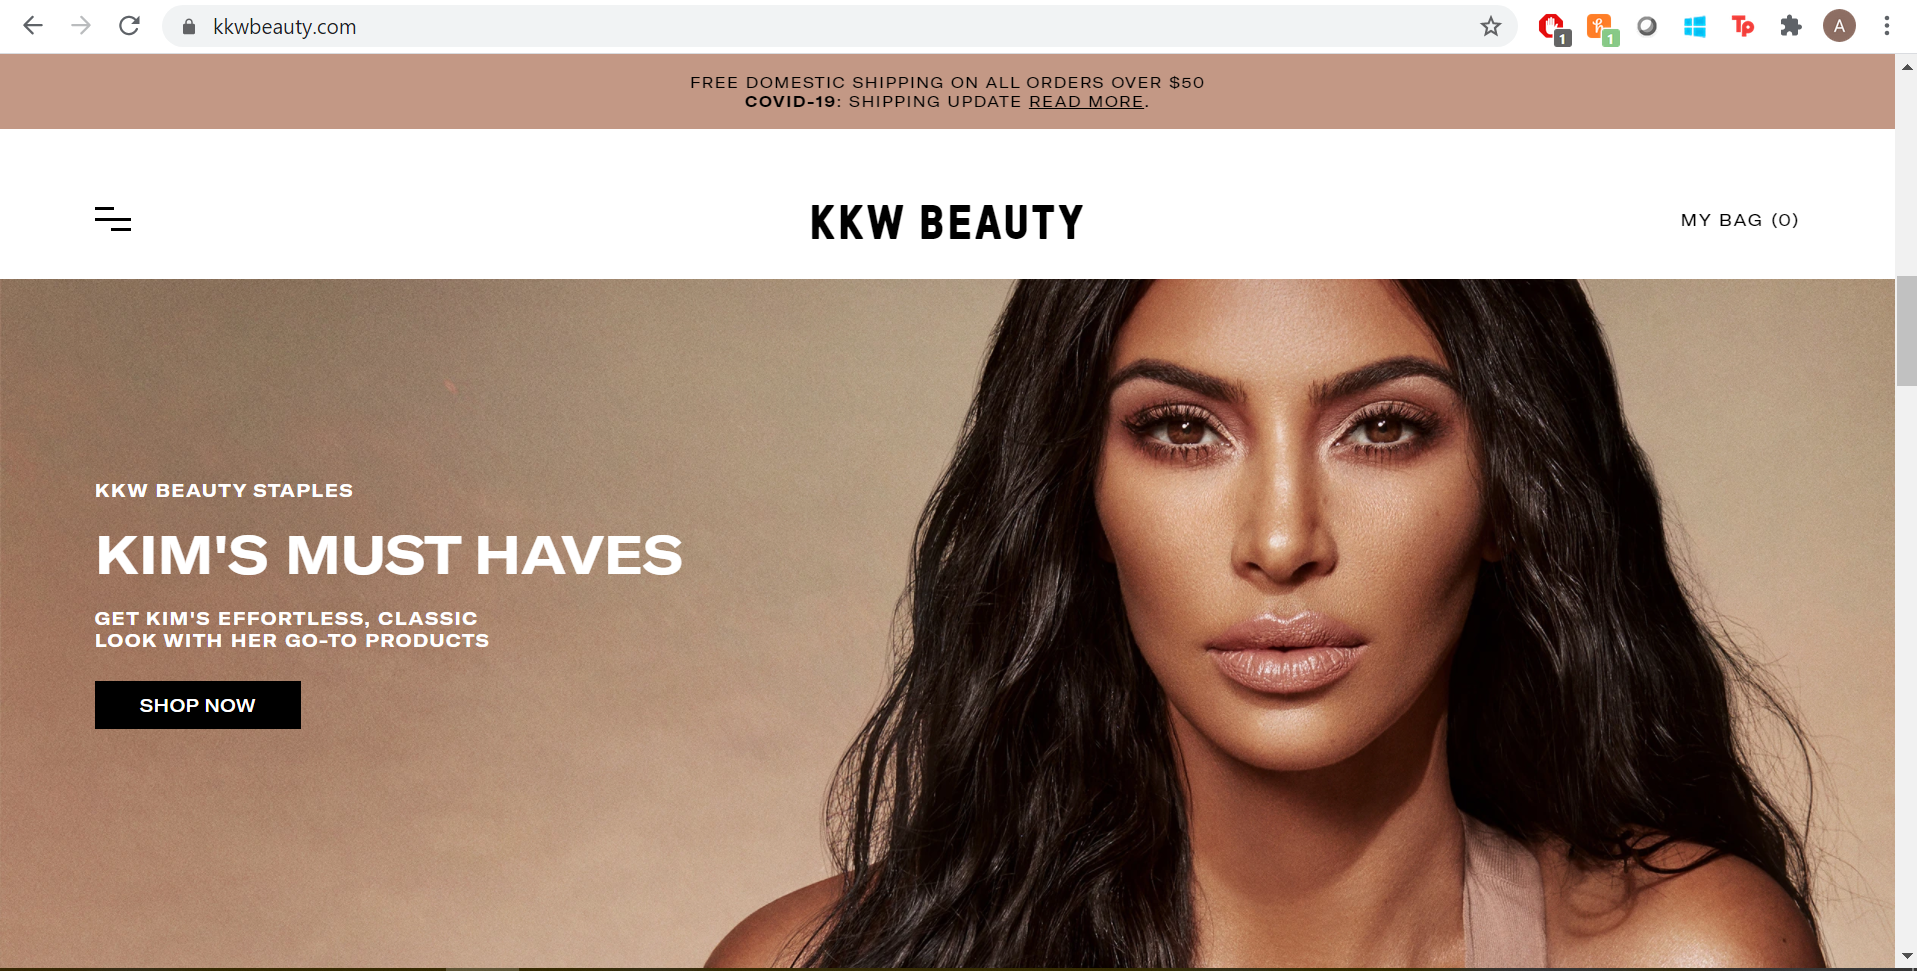 kkwbeauty.com
1
1
Tp
A
FREE DOMESTIC SHIPPING ON ALL ORDERS OVER $50
COVID-19: SHIPPING UPDATE READ MORE.
KKW BEAUTY
MY BAG (0)
KKW BEAUTY STAPLES
KIM'S MUST HAVES
GET KIM'S EFFORTLESS, CLASSIC
LOOK WITH HER GO-TO PRODUCTS
SHOP NOW